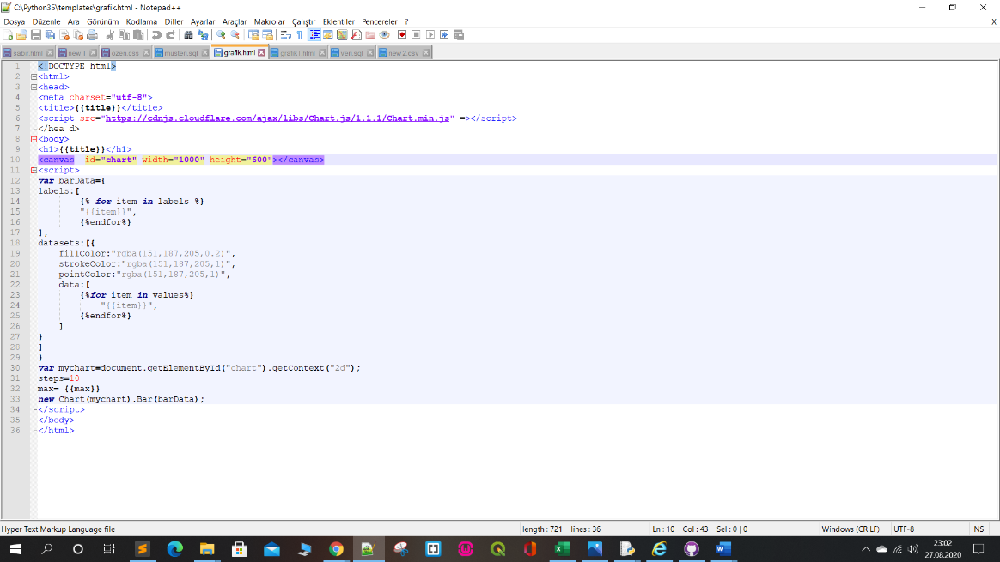 C:\Python35\templates\grafik.html - Notepad++
Dosya Düzenle Ara Görünüm Kodlama Diller Ayarlar Araçlar Makrolar Çalıştır Eklentiler Pencereler ? X
sabr.html new 1 ozen.css musteri.sql grafik.html grafik1.html veri.sql new 2.csv
1 <!DOCTYPE html>
2 <html>
3 <head>
4 <meta charset="utf-8">
5 <title>{{title}}</title>
6 <script src="https://cdnjs.cloudflare.com/ajax/libs/Chart.js/1.1.1/Chart.min.js" =></script>
7 </hea d>
8 <body>
9 <h1>{{title}}</h1>
10 <canvas  id="chart" width="1000" height="600"></canvas>
11 <script>
12 var barData={
13 labels:[
14 {% for item in labels %}
15 "{{item}}",
16 {%endfor%}
17 ],
18 datasets:[{
19 fillColor:"rgba(151,187,205,0.2)",
20 strokeColor:"rgba(151,187,205,1)",
21 pointColor:"rgba(151,187,205,1)",
22 data:[
23 {%for item in values%}
24 "{{item}}",
25 {%endfor%}
26 ]
27 }
28 ]
29 }
30 var mychart=document.getElementById("chart").getContext("2d");
31 steps=10
32 max= {{max}}
33 new Chart(mychart).Bar(barData);
34 </script>
35 </body>
36 </html>
Hyper Text Markup Language file length : 721 lines : 36 Ln : 10 Col : 43 Sel : 0 | 0 Windows (CR LF) UTF-8 INS
23:02
27.08.2020